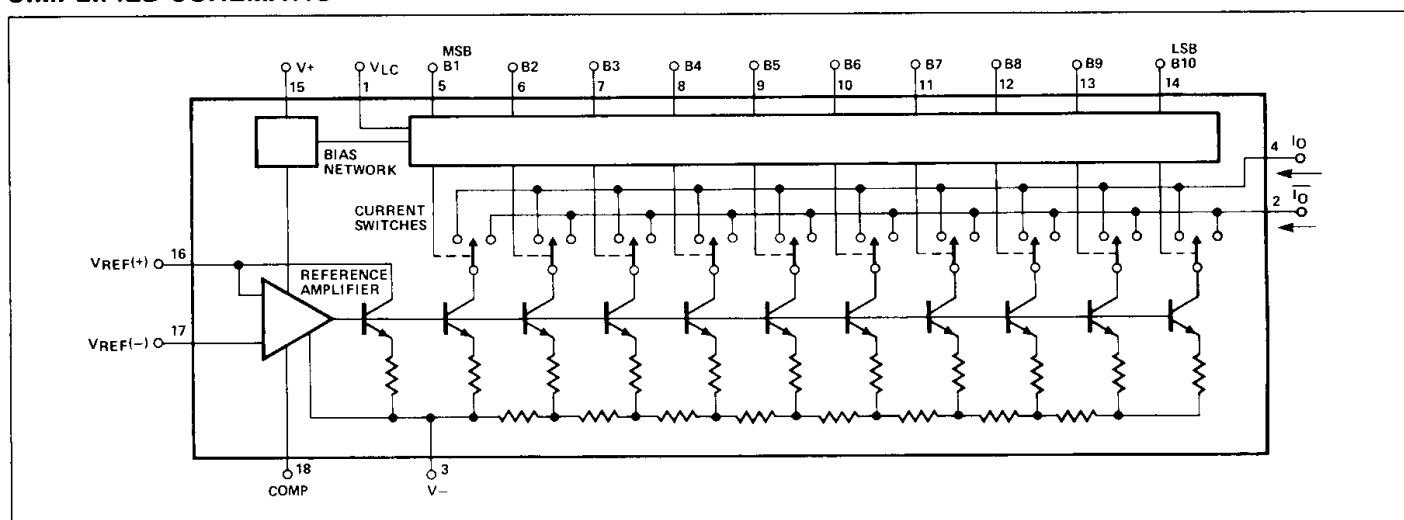 V+
15
VLC
1
MSB
B1
5
B2
6
B3
7
B4
8
B5
9
B6
10
B7
11
B8
12
B9
13
LSB
B10
14
BIAS
NETWORK
4 IO
CURRENT
SWITCHES
2 IO
VREF(+) 16
REFERENCE
AMPLIFIER
VREF(−) 17
18
COMP
3
V−